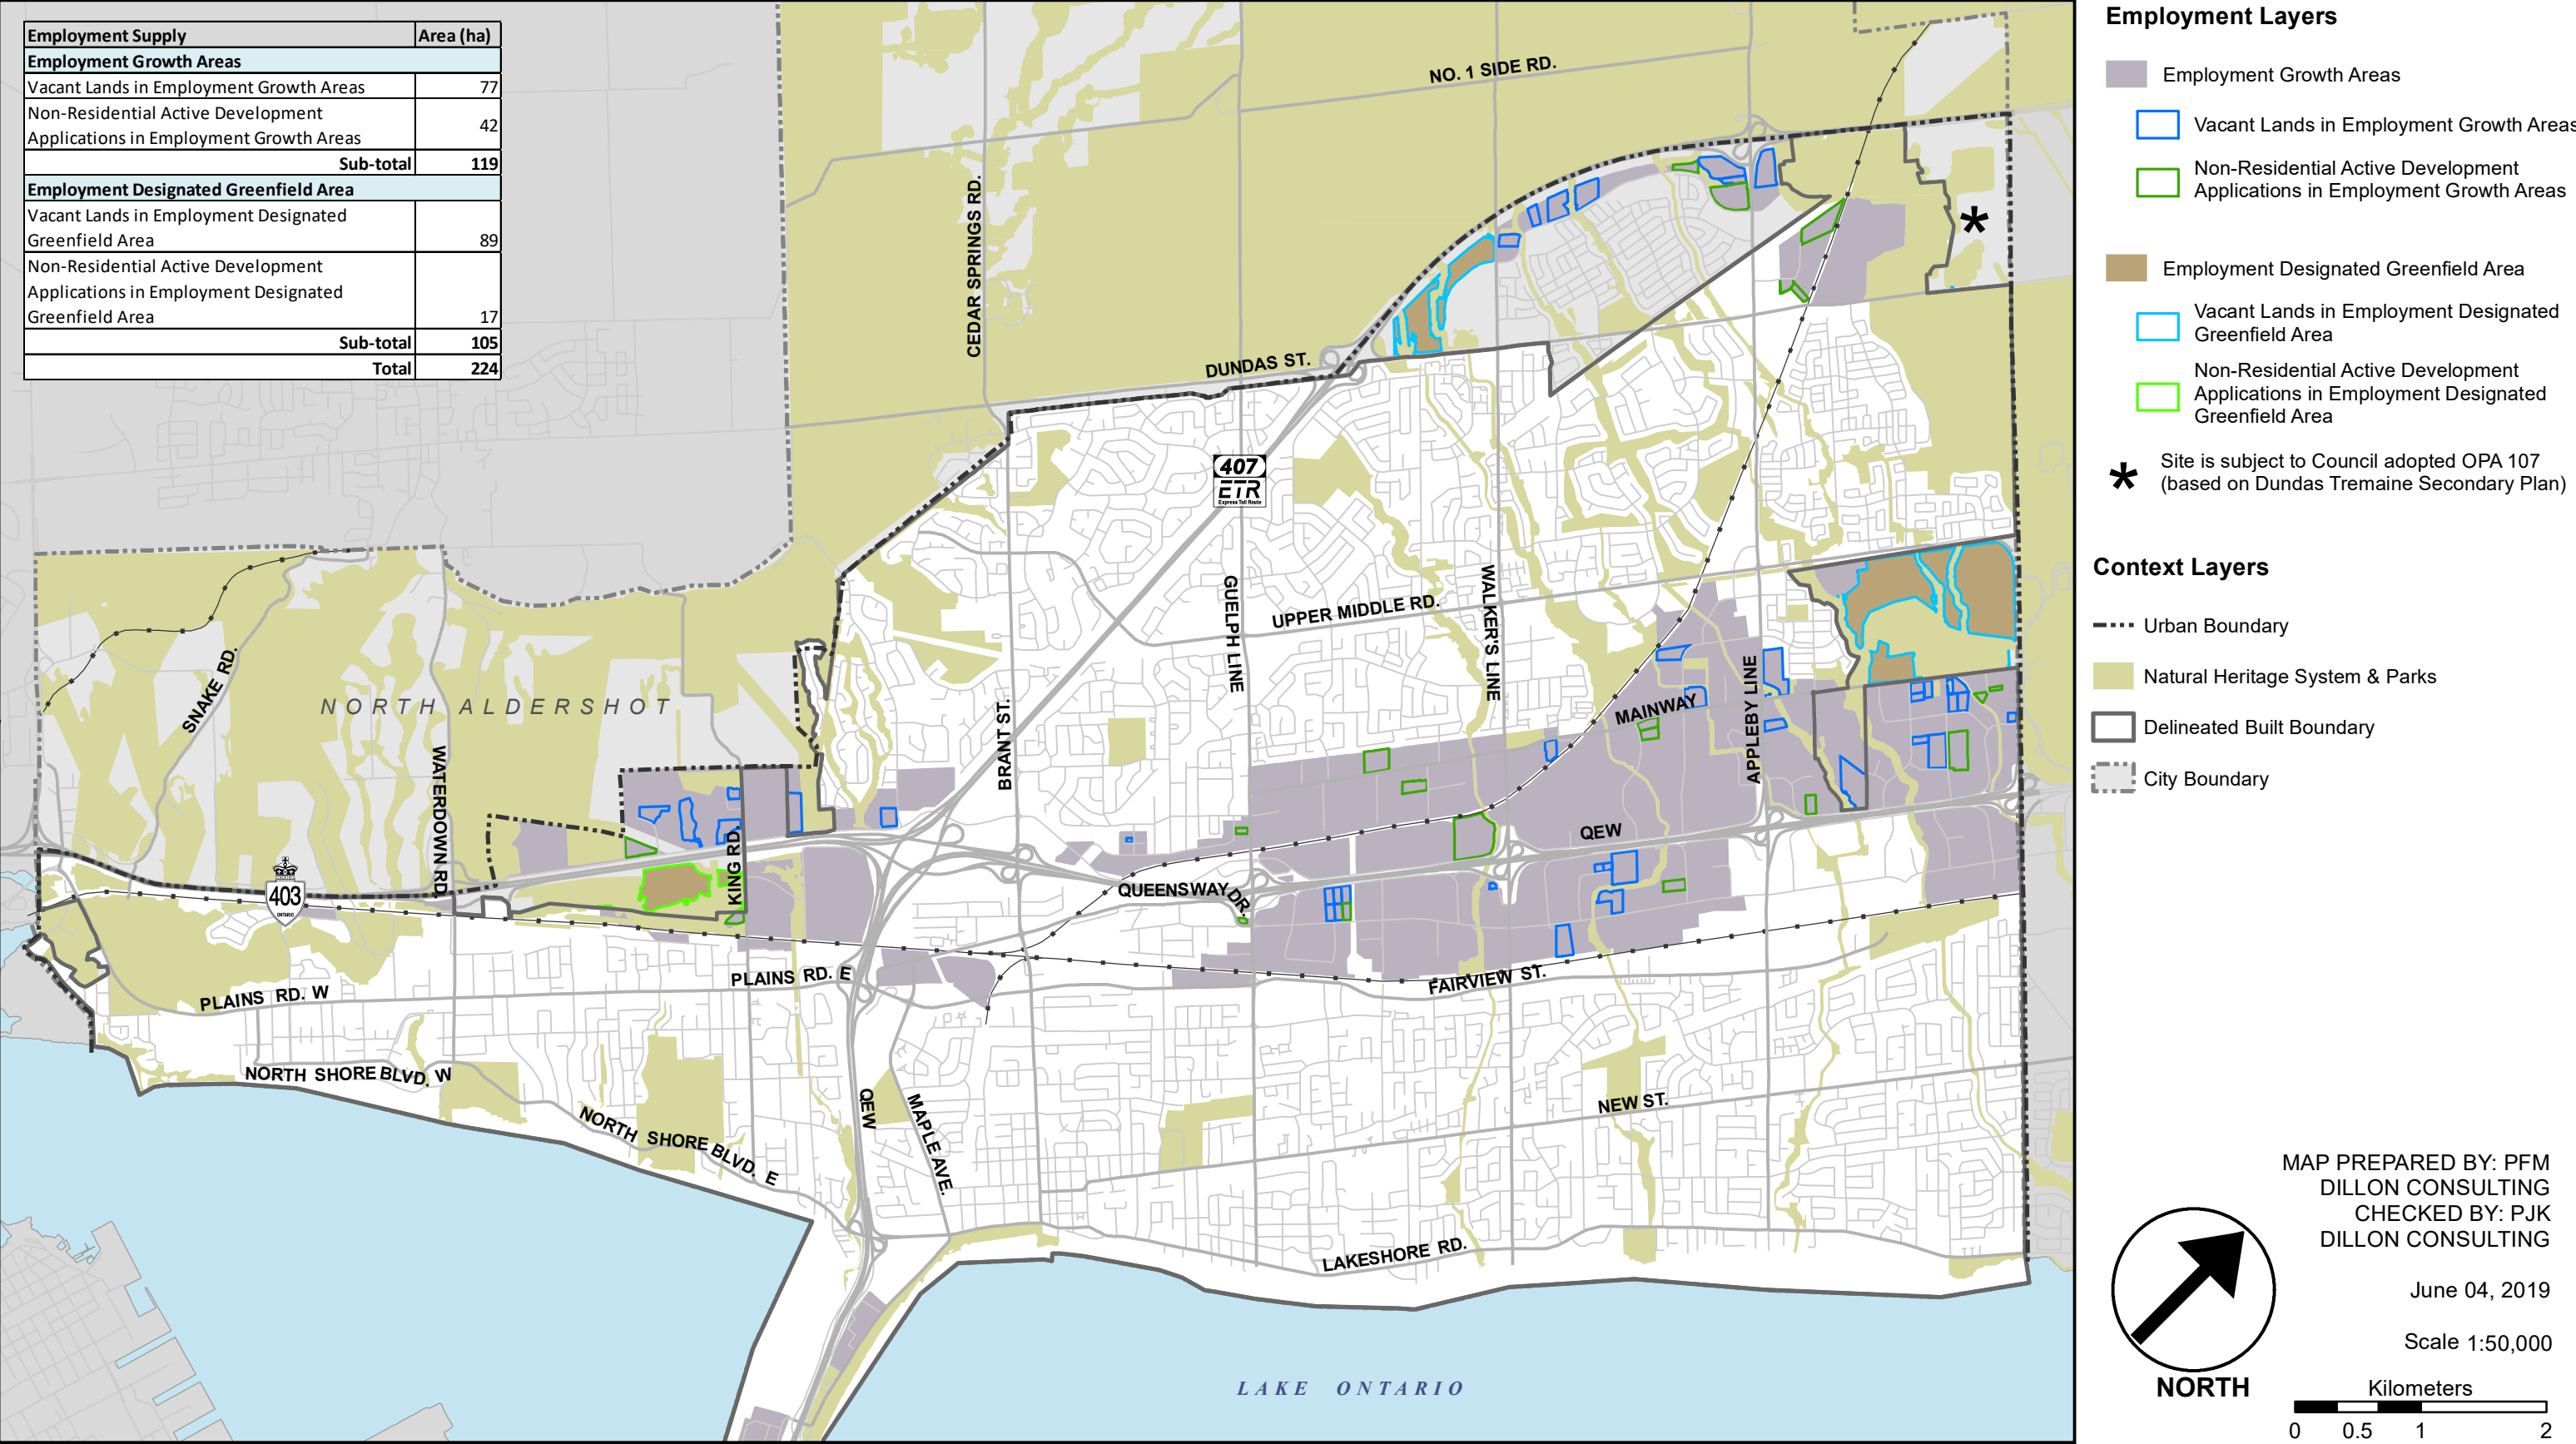 Employment Supply Area (ha)
Employment Growth Areas
Vacant Lands in Employment Growth Areas 77
Non-Residential Active Development
Applications in Employment Growth Areas 42
Sub-total 119
Employment Designated Greenfield Area
Vacant Lands in Employment Designated
Greenfield Area 89
Non-Residential Active Development
Applications in Employment Designated
Greenfield Area 17
Sub-total 105
Total 224
NO. 1 SIDE RD.
CEDAR SPRINGS RD.
DUNDAS ST.
407
ETR
Express Toll Route
GUELPH LINE
WALKER'S LINE
UPPER MIDDLE RD.
SNAKE RD.
NORTH ALDERSHOT
WATERDOWN RD
BRANT ST.
MAINWAY
APPLEBY LINE
KING RD.
QEW
403
ONTARIO
QUEENSWAY DR.
PLAINS RD. E
PLAINS RD. W
FAIRVIEW ST.
NORTH SHORE BLVD. W
NORTH SHORE BLVD. E
QEW
MAPLE AVE.
NEW ST.
LAKESHORE RD.
LAKE ONTARIO
Employment Layers
Employment Growth Areas
Vacant Lands in Employment Growth Areas
Non-Residential Active Development
Applications in Employment Growth Areas
Employment Designated Greenfield Area
Vacant Lands in Employment Designated
Greenfield Area
Non-Residential Active Development
Applications in Employment Designated
Greenfield Area
* Site is subject to Council adopted OPA 107
(based on Dundas Tremaine Secondary Plan)
Context Layers
Urban Boundary
Natural Heritage System & Parks
Delineated Built Boundary
City Boundary
MAP PREPARED BY: PFM
DILLON CONSULTING
CHECKED BY: PJK
DILLON CONSULTING
June 04, 2019
Scale 1:50,000
NORTH
Kilometers
0 0.5 1 2